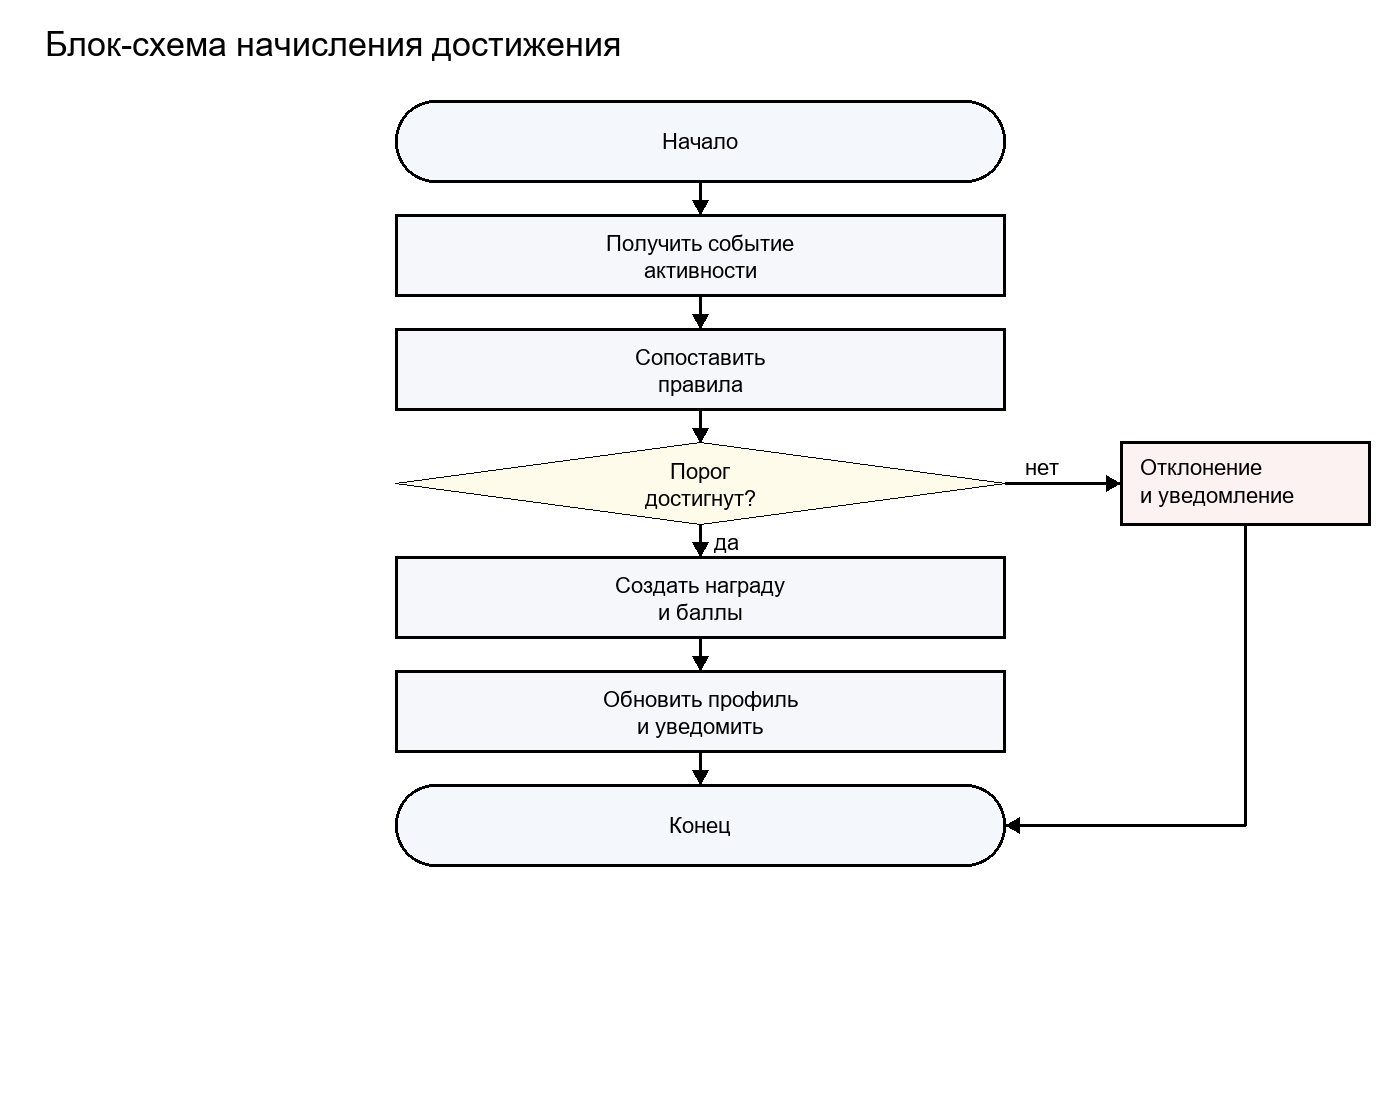 Блок-схема начисления достижения
Начало
Получить событие
активности
Сопоставить
правила
Порог
достигнут?
нет
Отклонение
и уведомление
да
Создать награду
и баллы
Обновить профиль
и уведомить
Конец